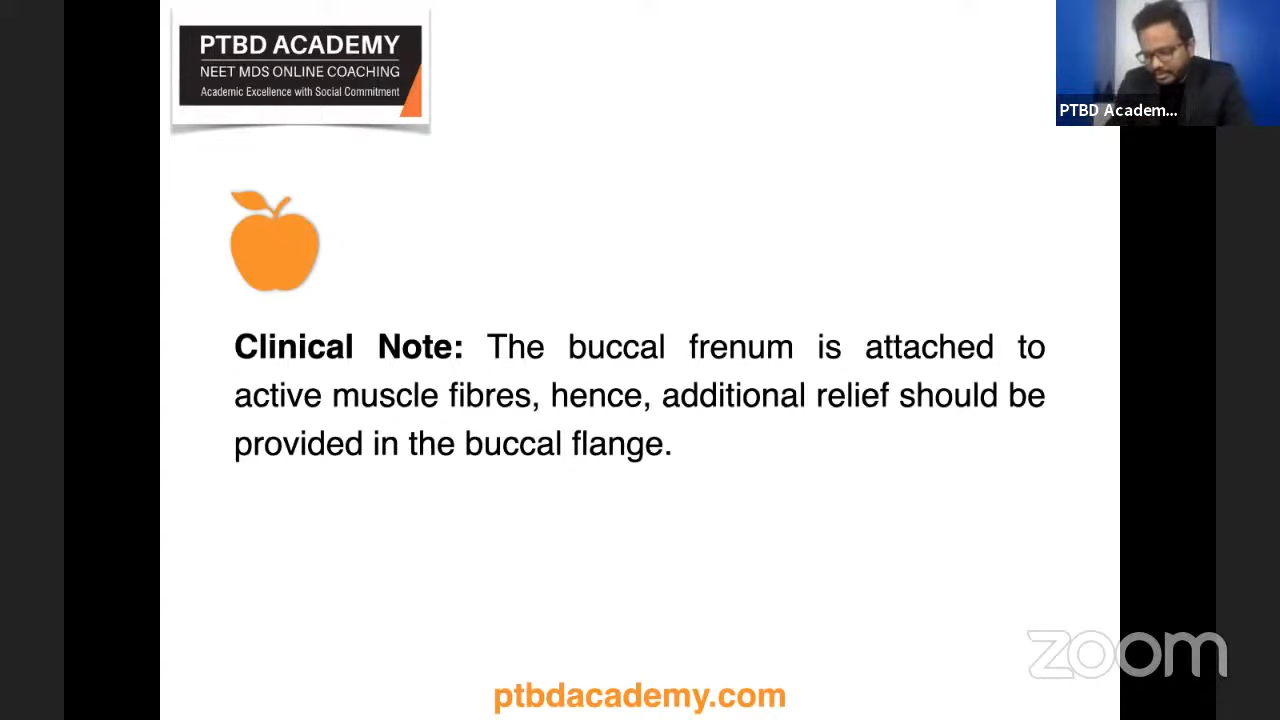 PTBD ACADEMY
NEET MDS ONLINE COACHING
Academic Excellence with Social Commitment
PTBD Academ...
Clinical Note: The buccal frenum is attached to
active muscle fibres, hence, additional relief should be
provided in the buccal flange.
zoom
ptbdacademy.com